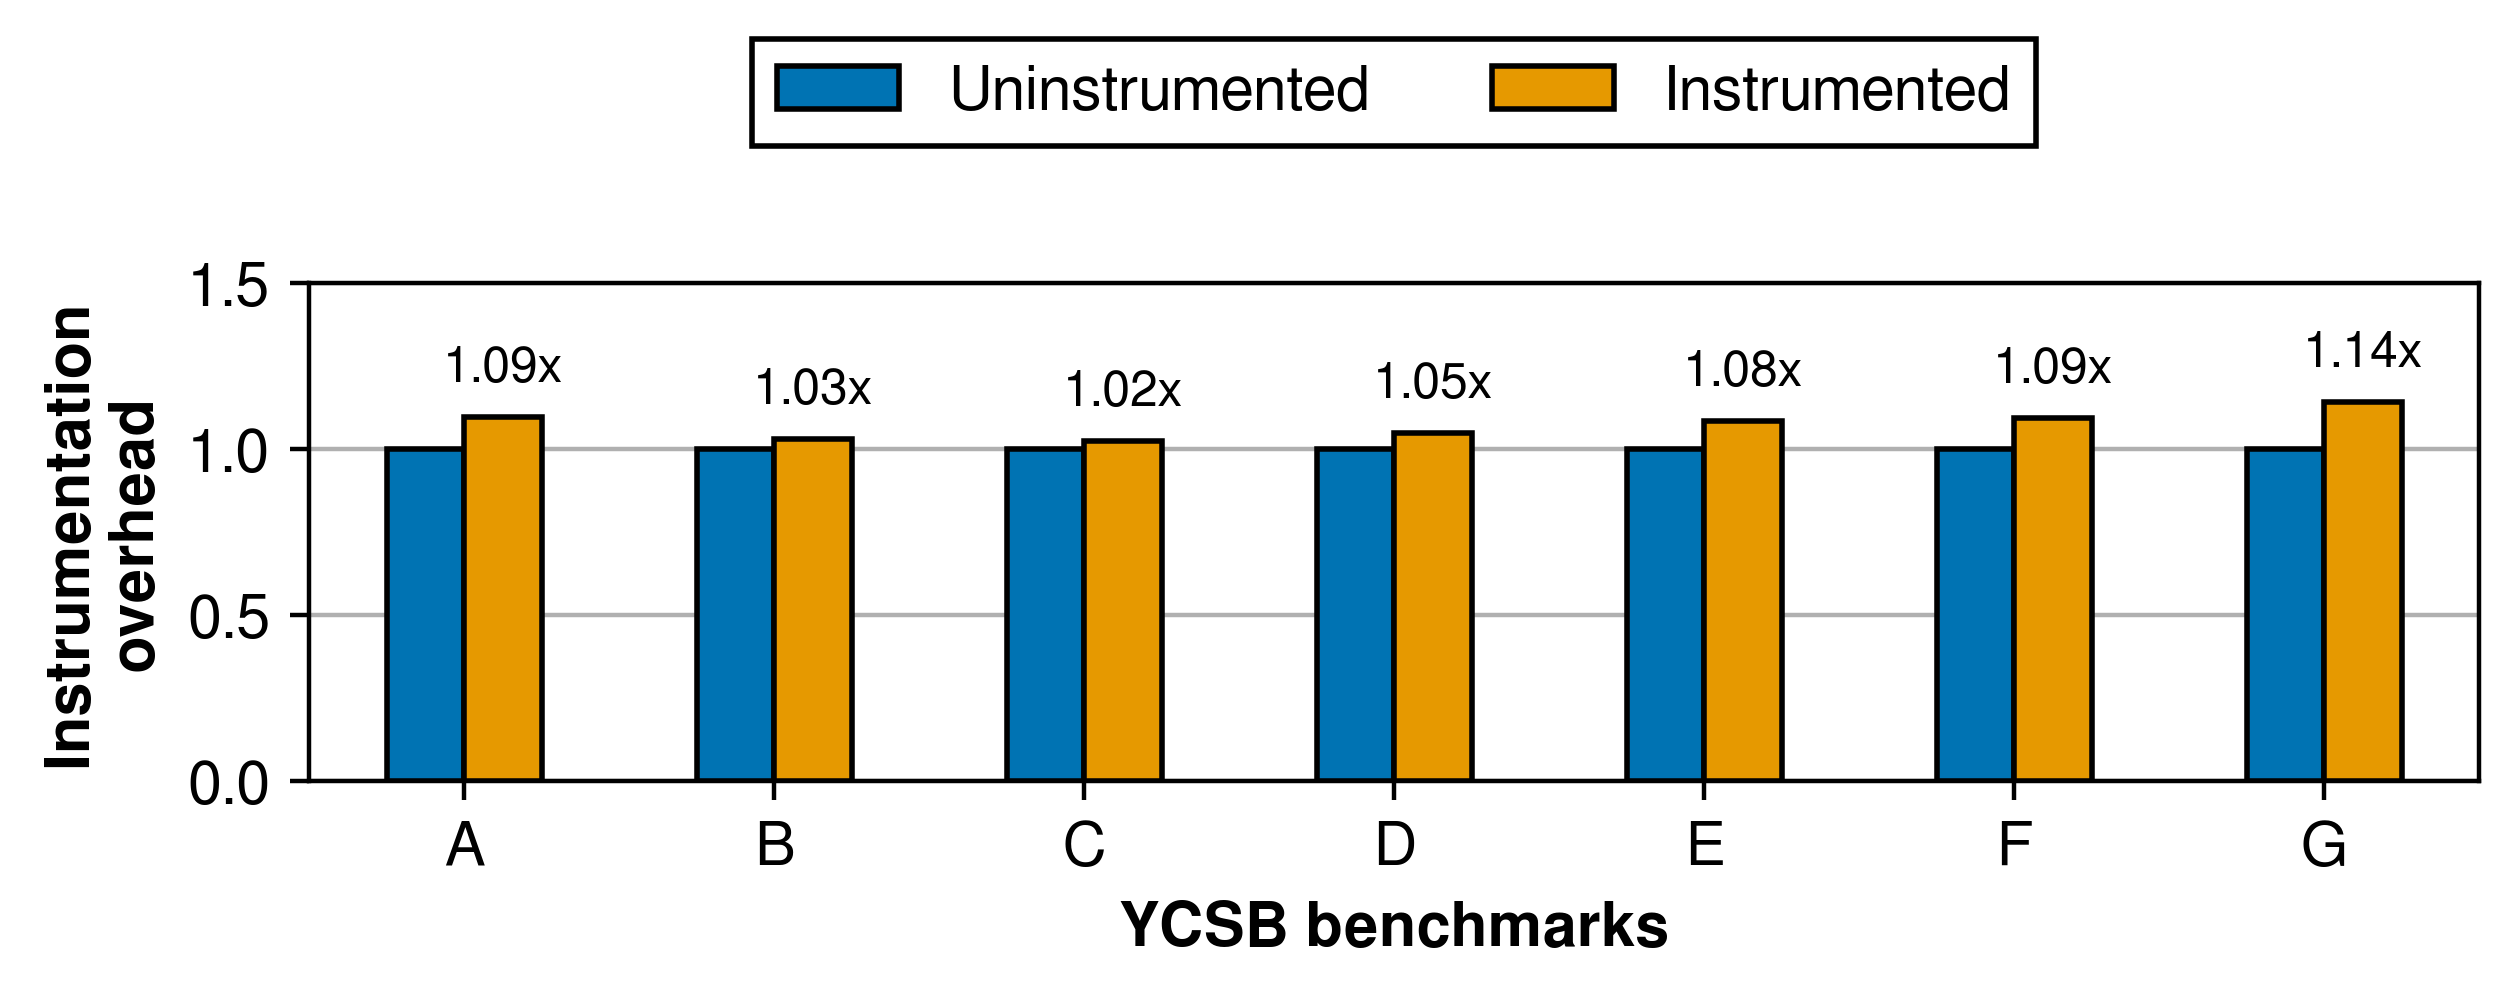 Uninstrumented Instrumented
Instrumentation
overhead
1.5
1.0
0.5
0.0
1.09x 1.03x 1.02x 1.05x 1.08x 1.09x 1.14x
A B C D E F G
YCSB benchmarks